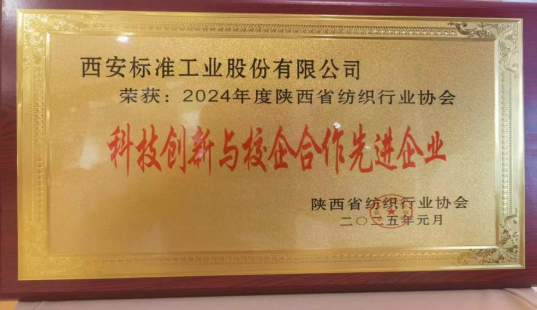 西安标准工业股份有限公司
荣获：2024年度陕西省纺织行业协会
科技创新与校企合作先进企业
陕西省纺织行业协会
二〇二五年元月